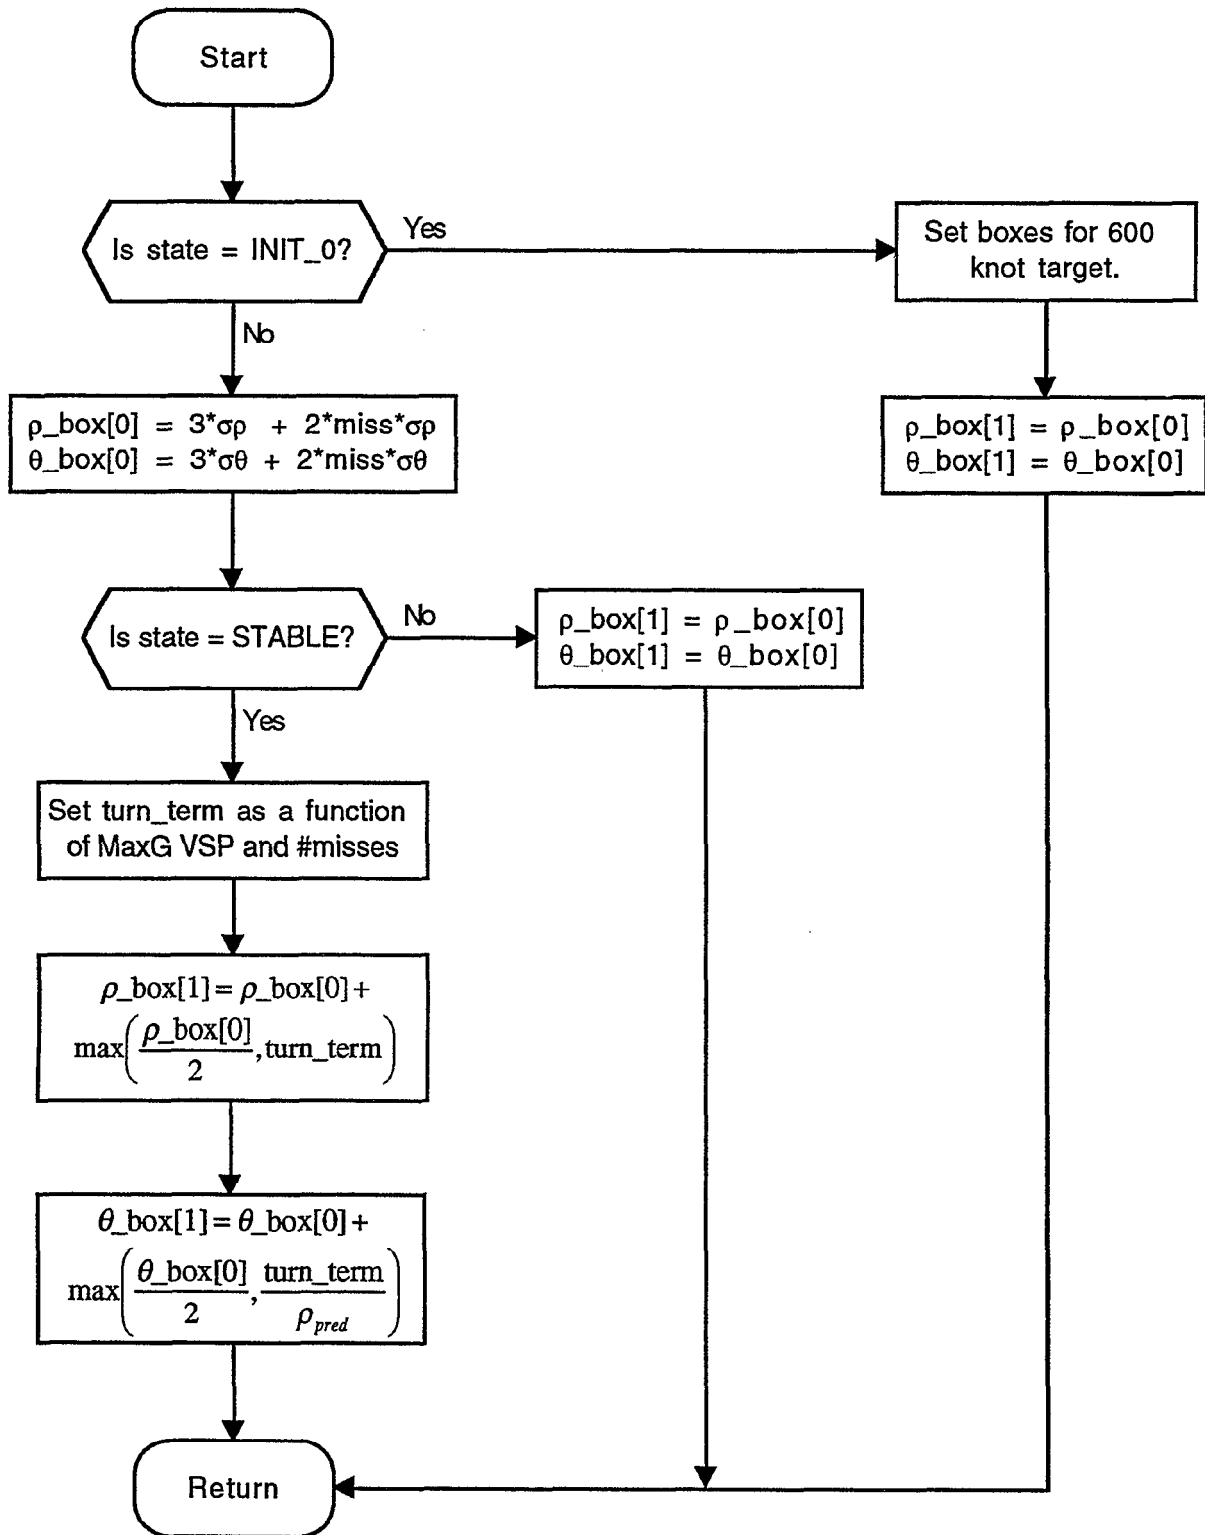 Start
Is state = INIT_0?
Yes
Set boxes for 600
knot target.
No
ρ_box[0] = 3*σρ + 2*miss*σρ
θ_box[0] = 3*σθ + 2*miss*σθ
ρ_box[1] = ρ_box[0]
θ_box[1] = θ_box[0]
Is state = STABLE?
No
ρ_box[1] = ρ_box[0]
θ_box[1] = θ_box[0]
Yes
Set turn_term as a function
of MaxG VSP and #misses
ρ_box[1] = ρ_box[0] +
max(ρ_box[0]/2, turn_term)
θ_box[1] = θ_box[0] +
max(θ_box[0]/2, turn_term/ρ_pred)
Return